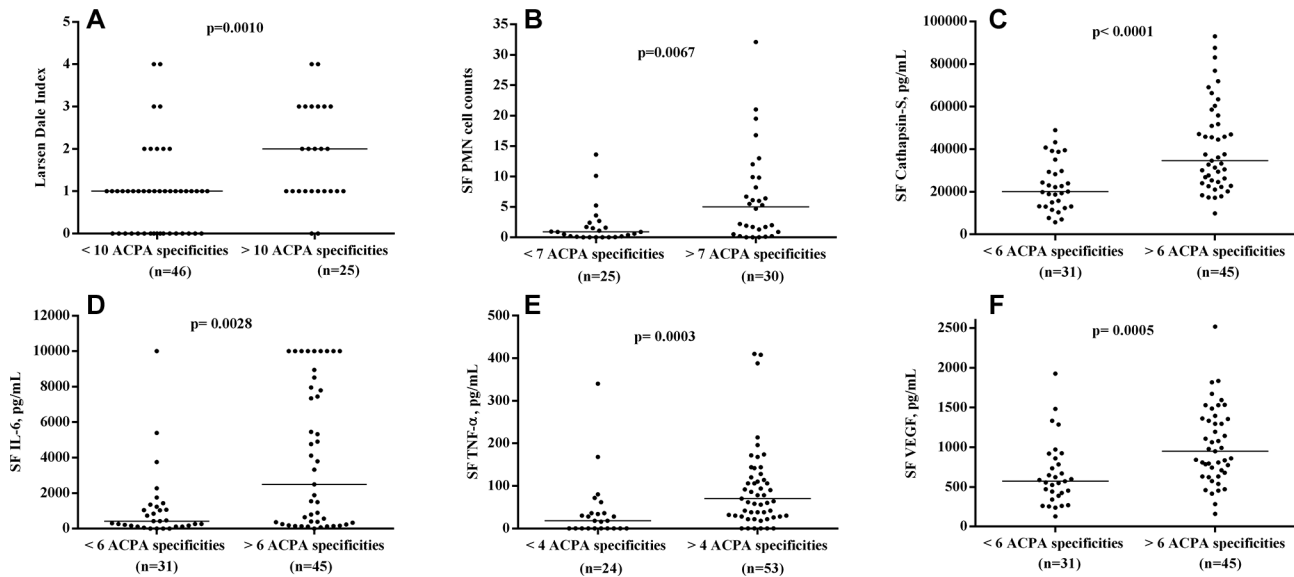 A
p=0.0010
Larsen Dale Index
5
4
3
2
1
0
< 10 ACPA specificities > 10 ACPA specificities
(n=46) (n=25)
B
p=0.0067
SF PMN cell counts
35
30
25
20
15
10
5
0
< 7 ACPA specificities > 7 ACPA specificities
(n=25) (n=30)
C
p< 0.0001
SF Cathapsin-S, pg/mL
100000
80000
60000
40000
20000
0
< 6 ACPA specificities > 6 ACPA specificities
(n=31) (n=45)
D
p= 0.0028
SF IL-6, pg/mL
12000
10000
8000
6000
4000
2000
0
< 6 ACPA specificities > 6 ACPA specificities
(n=31) (n=45)
E
p= 0.0003
SF TNF-α, pg/mL
500
400
300
200
100
0
< 4 ACPA specificities > 4 ACPA specificities
(n=24) (n=53)
F
p= 0.0005
SF VEGF, pg/mL
2500
2000
1500
1000
500
0
< 6 ACPA specificities > 6 ACPA specificities
(n=31) (n=45)